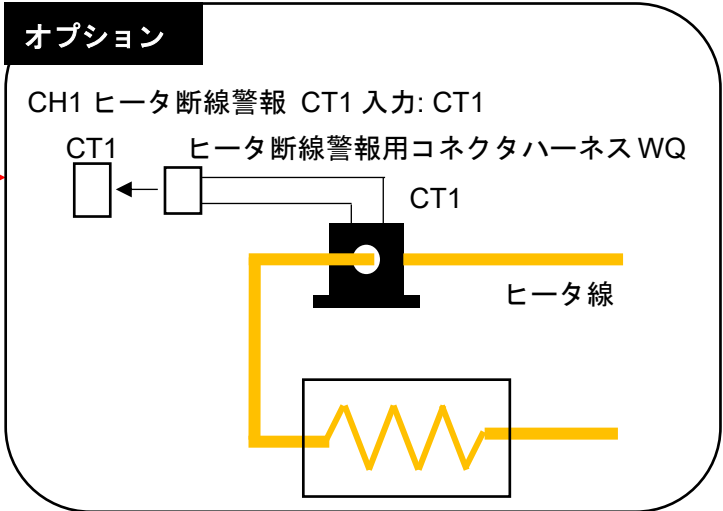 オプション
CH1 ヒータ断線警報 CT1 入力: CT1
CT1 ヒータ断線警報用コネクタハーネス WQ
CT1
ヒータ線